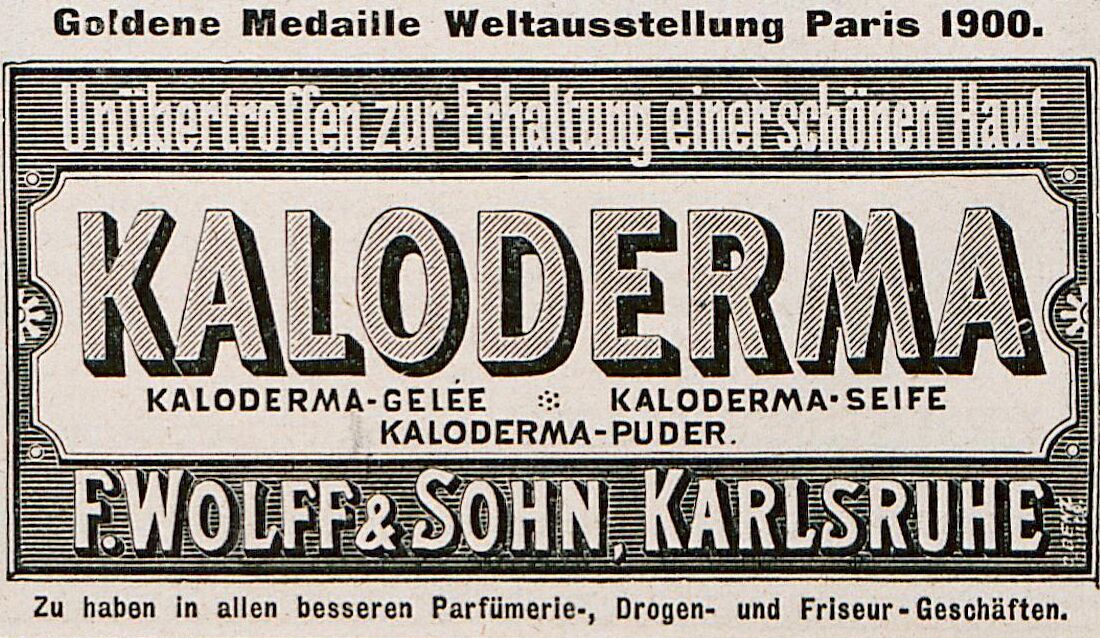 Goldene Medaille Weltausstellung Paris 1900.
Unübertroffen zur Erhaltung einer schönen Haut
KALODERMA
KALODERMA-GELÉE KALODERMA-SEIFE
KALODERMA-PUDER.
F. WOLFF & SOHN, KARLSRUHE
Zu haben in allen besseren Parfümerie-, Drogen- und Friseur-Geschäften.